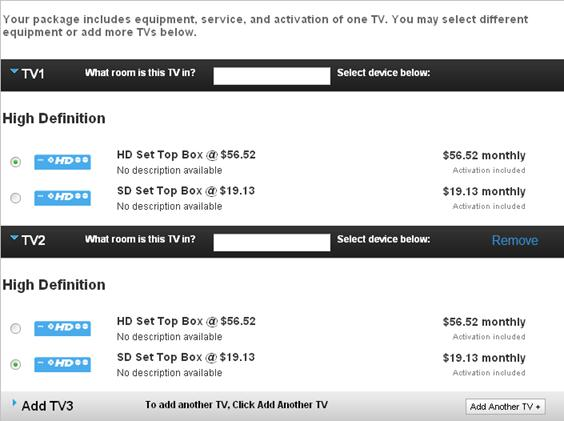 Your package includes equipment, service, and activation of one TV. You may select different
equipment or add more TVs below.
TV1 What room is this TV in? Select device below:
High Definition
HD HD Set Top Box @ $56.52 $56.52 monthly
No description available Activation included
HD SD Set Top Box @ $19.13 $19.13 monthly
No description available Activation included
TV2 What room is this TV in? Select device below: Remove
High Definition
HD HD Set Top Box @ $56.52 $56.52 monthly
No description available Activation included
HD SD Set Top Box @ $19.13 $19.13 monthly
No description available Activation included
Add TV3 To add another TV, Click Add Another TV Add Another TV +